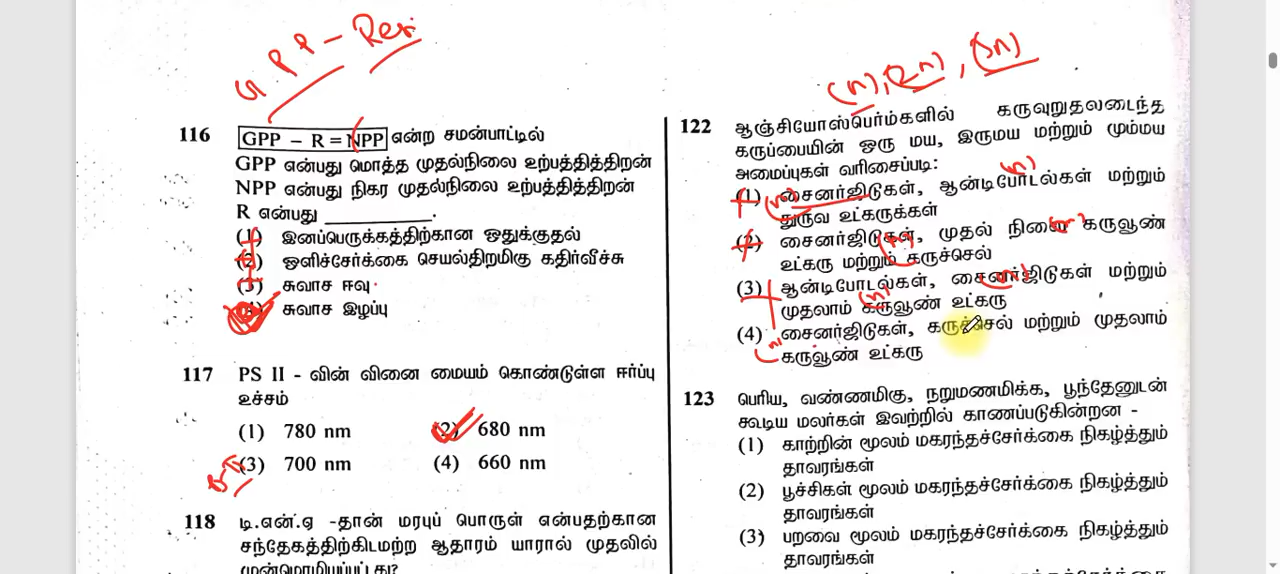 GPP - Res
116 GPP – R = NPP என்ற சமன்பாட்டில்
GPP என்பது மொத்த முதல்நிலை உற்பத்தித்திறன்
NPP என்பது நிகர முதல்நிலை உற்பத்தித்திறன்
R என்பது ____________.
(1) இனப்பெருக்கத்திற்கான ஒதுக்குதல்
(2) ஒளிச்சேர்க்கை செயல்திறமிகு கதிர்வீச்சு
(3) சுவாச ஈவு
(4) சுவாச இழப்பு
117 PS II - வின் வினை மையம் கொண்டுள்ள ஈர்ப்பு
உச்சம்
(1) 780 nm (2) 680 nm
(3) 700 nm (4) 660 nm
118 டி.என்.ஏ -தான் மரபுப் பொருள் என்பதற்கான
சந்தேகத்திற்கிடமற்ற ஆதாரம் யாரால் முதலில்
முன்மொழியப்பட்டது?
(n), (2n), (3n)
122 ஆஞ்சியோஸ்பெர்ம்களில் கருவுறுதலடைந்த
கருப்பையின் ஒரு மய, இருமய மற்றும் மும்மய
அமைப்புகள் வரிசைப்படி:
(1) சைனர்ஜிடுகள், ஆன்டிபோடல்கள் மற்றும்
துருவ உட்கருக்கள்
(2) சைனர்ஜிடுகள், முதல் நிலை கருவூண்
உட்கரு மற்றும் கருச்செல்
(3) ஆன்டிபோடல்கள், சைனர்ஜிடுகள் மற்றும்
முதலாம் கருவூண் உட்கரு
(4) சைனர்ஜிடுகள், கருச்செல் மற்றும் முதலாம்
கருவூண் உட்கரு
123 பெரிய, வண்ணமிகு, நறுமணமிக்க, பூந்தேனுடன்
கூடிய மலர்கள் இவற்றில் காணப்படுகின்றன -
(1) காற்றின் மூலம் மகரந்தச்சேர்க்கை நிகழ்த்தும்
தாவரங்கள்
(2) பூச்சிகள் மூலம் மகரந்தச்சேர்க்கை நிகழ்த்தும்
தாவரங்கள்
(3) பறவை மூலம் மகரந்தச்சேர்க்கை நிகழ்த்தும்
தாவரங்கள்